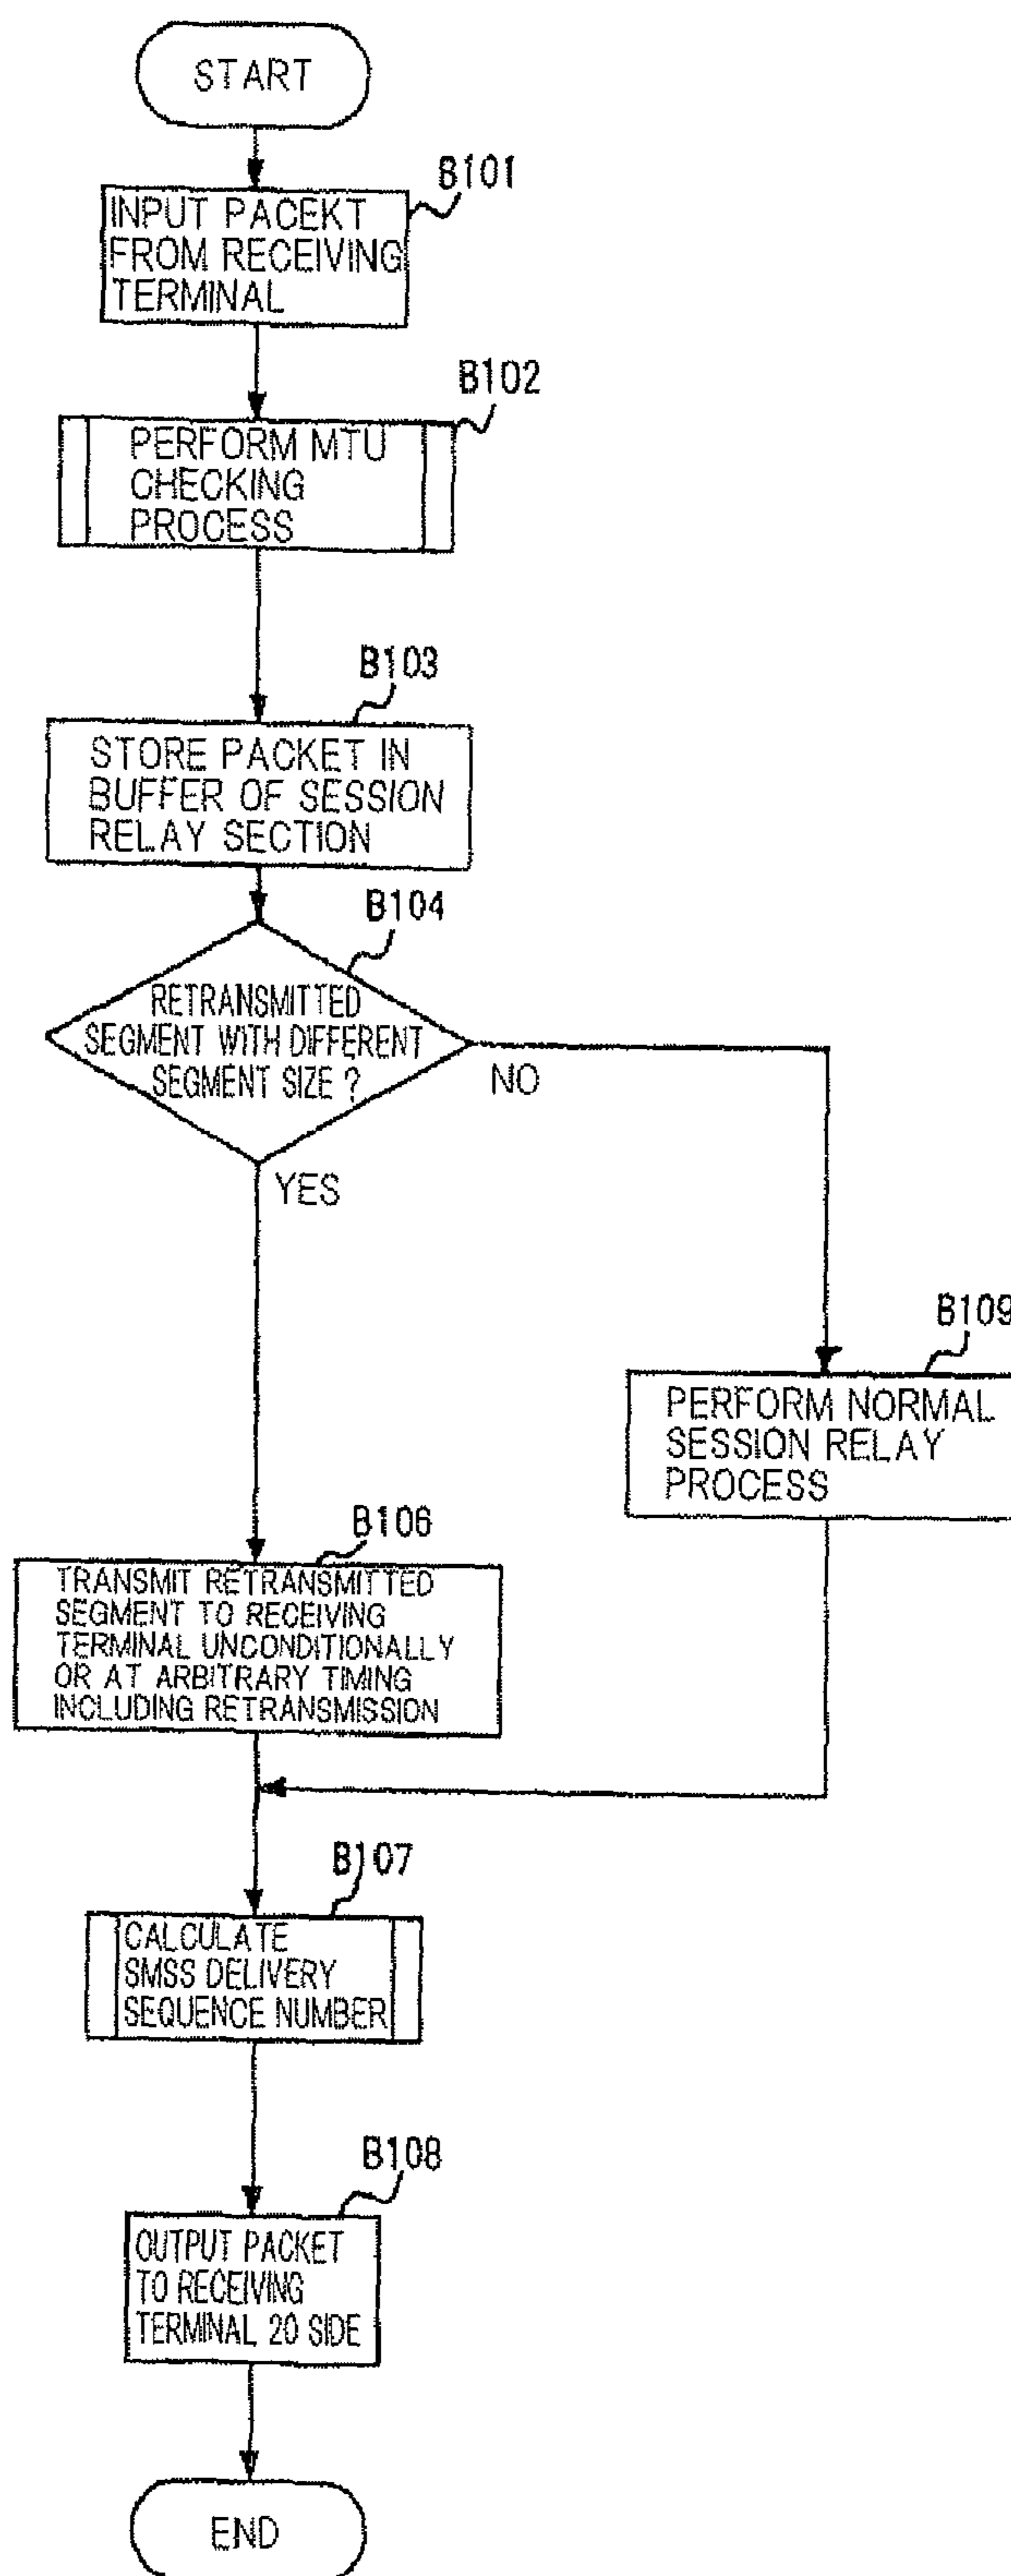 START
B101
INPUT PACEKT
FROM RECEIVING
TERMINAL
B102
PERFORM MTU
CHECKING
PROCESS
B103
STORE PACKET IN
BUFFER OF SESSION
RELAY SECTION
B104
RETRANSMITTED
SEGMENT WITH DIFFERENT
SEGMENT SIZE ?
NO
YES
B109
PERFORM NORMAL
SESSION RELAY
PROCESS
B106
TRANSMIT RETRANSMITTED
SEGMENT TO RECEIVING
TERMINAL UNCONDITIONALLY
OR AT ARBITRARY TIMING
INCLUDING RETRANSMISSION
B107
CALCULATE
SMSS DELIVERY
SEQUENCE NUMBER
B108
OUTPUT PACKET
TO RECEIVING
TERMINAL 20 SIDE
END